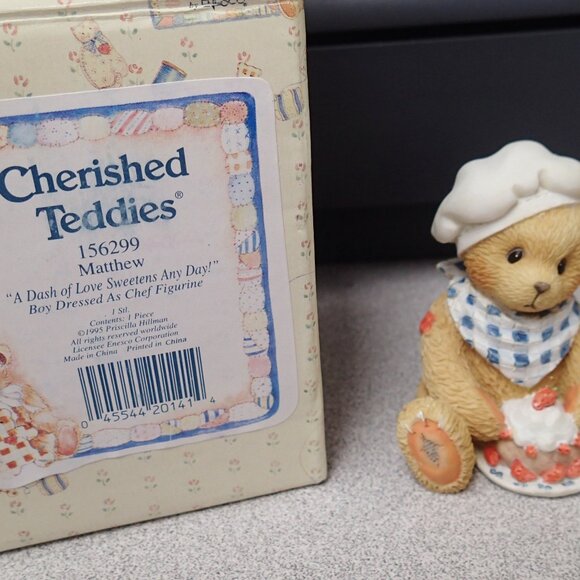 Cherished
Teddies®
156299
Matthew
"A Dash of Love Sweetens Any Day!"
Boy Dressed As Chef Figurine
1 Stl.
Contents: 1 Piece
©1995 Priscilla Hillman
All rights reserved worldwide
Licensee Enesco Corporation
Made in China Printed in China
0 45544 20141 4